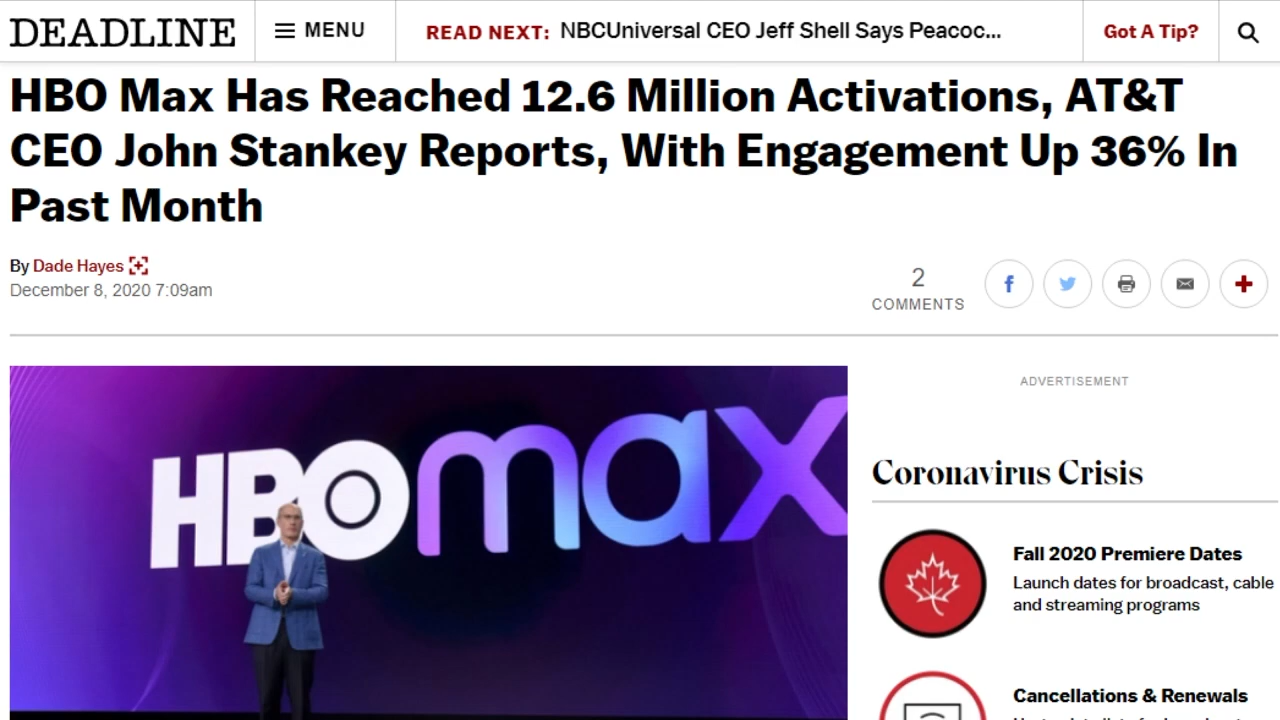 DEADLINE
MENU
READ NEXT: NBCUniversal CEO Jeff Shell Says Peacoc...
Got A Tip?
HBO Max Has Reached 12.6 Million Activations, AT&T
CEO John Stankey Reports, With Engagement Up 36% In
Past Month
By Dade Hayes
December 8, 2020 7:09am
2
COMMENTS
HBO max
ADVERTISEMENT
Coronavirus Crisis
Fall 2020 Premiere Dates
Launch dates for broadcast, cable
and streaming programs
Cancellations & Renewals